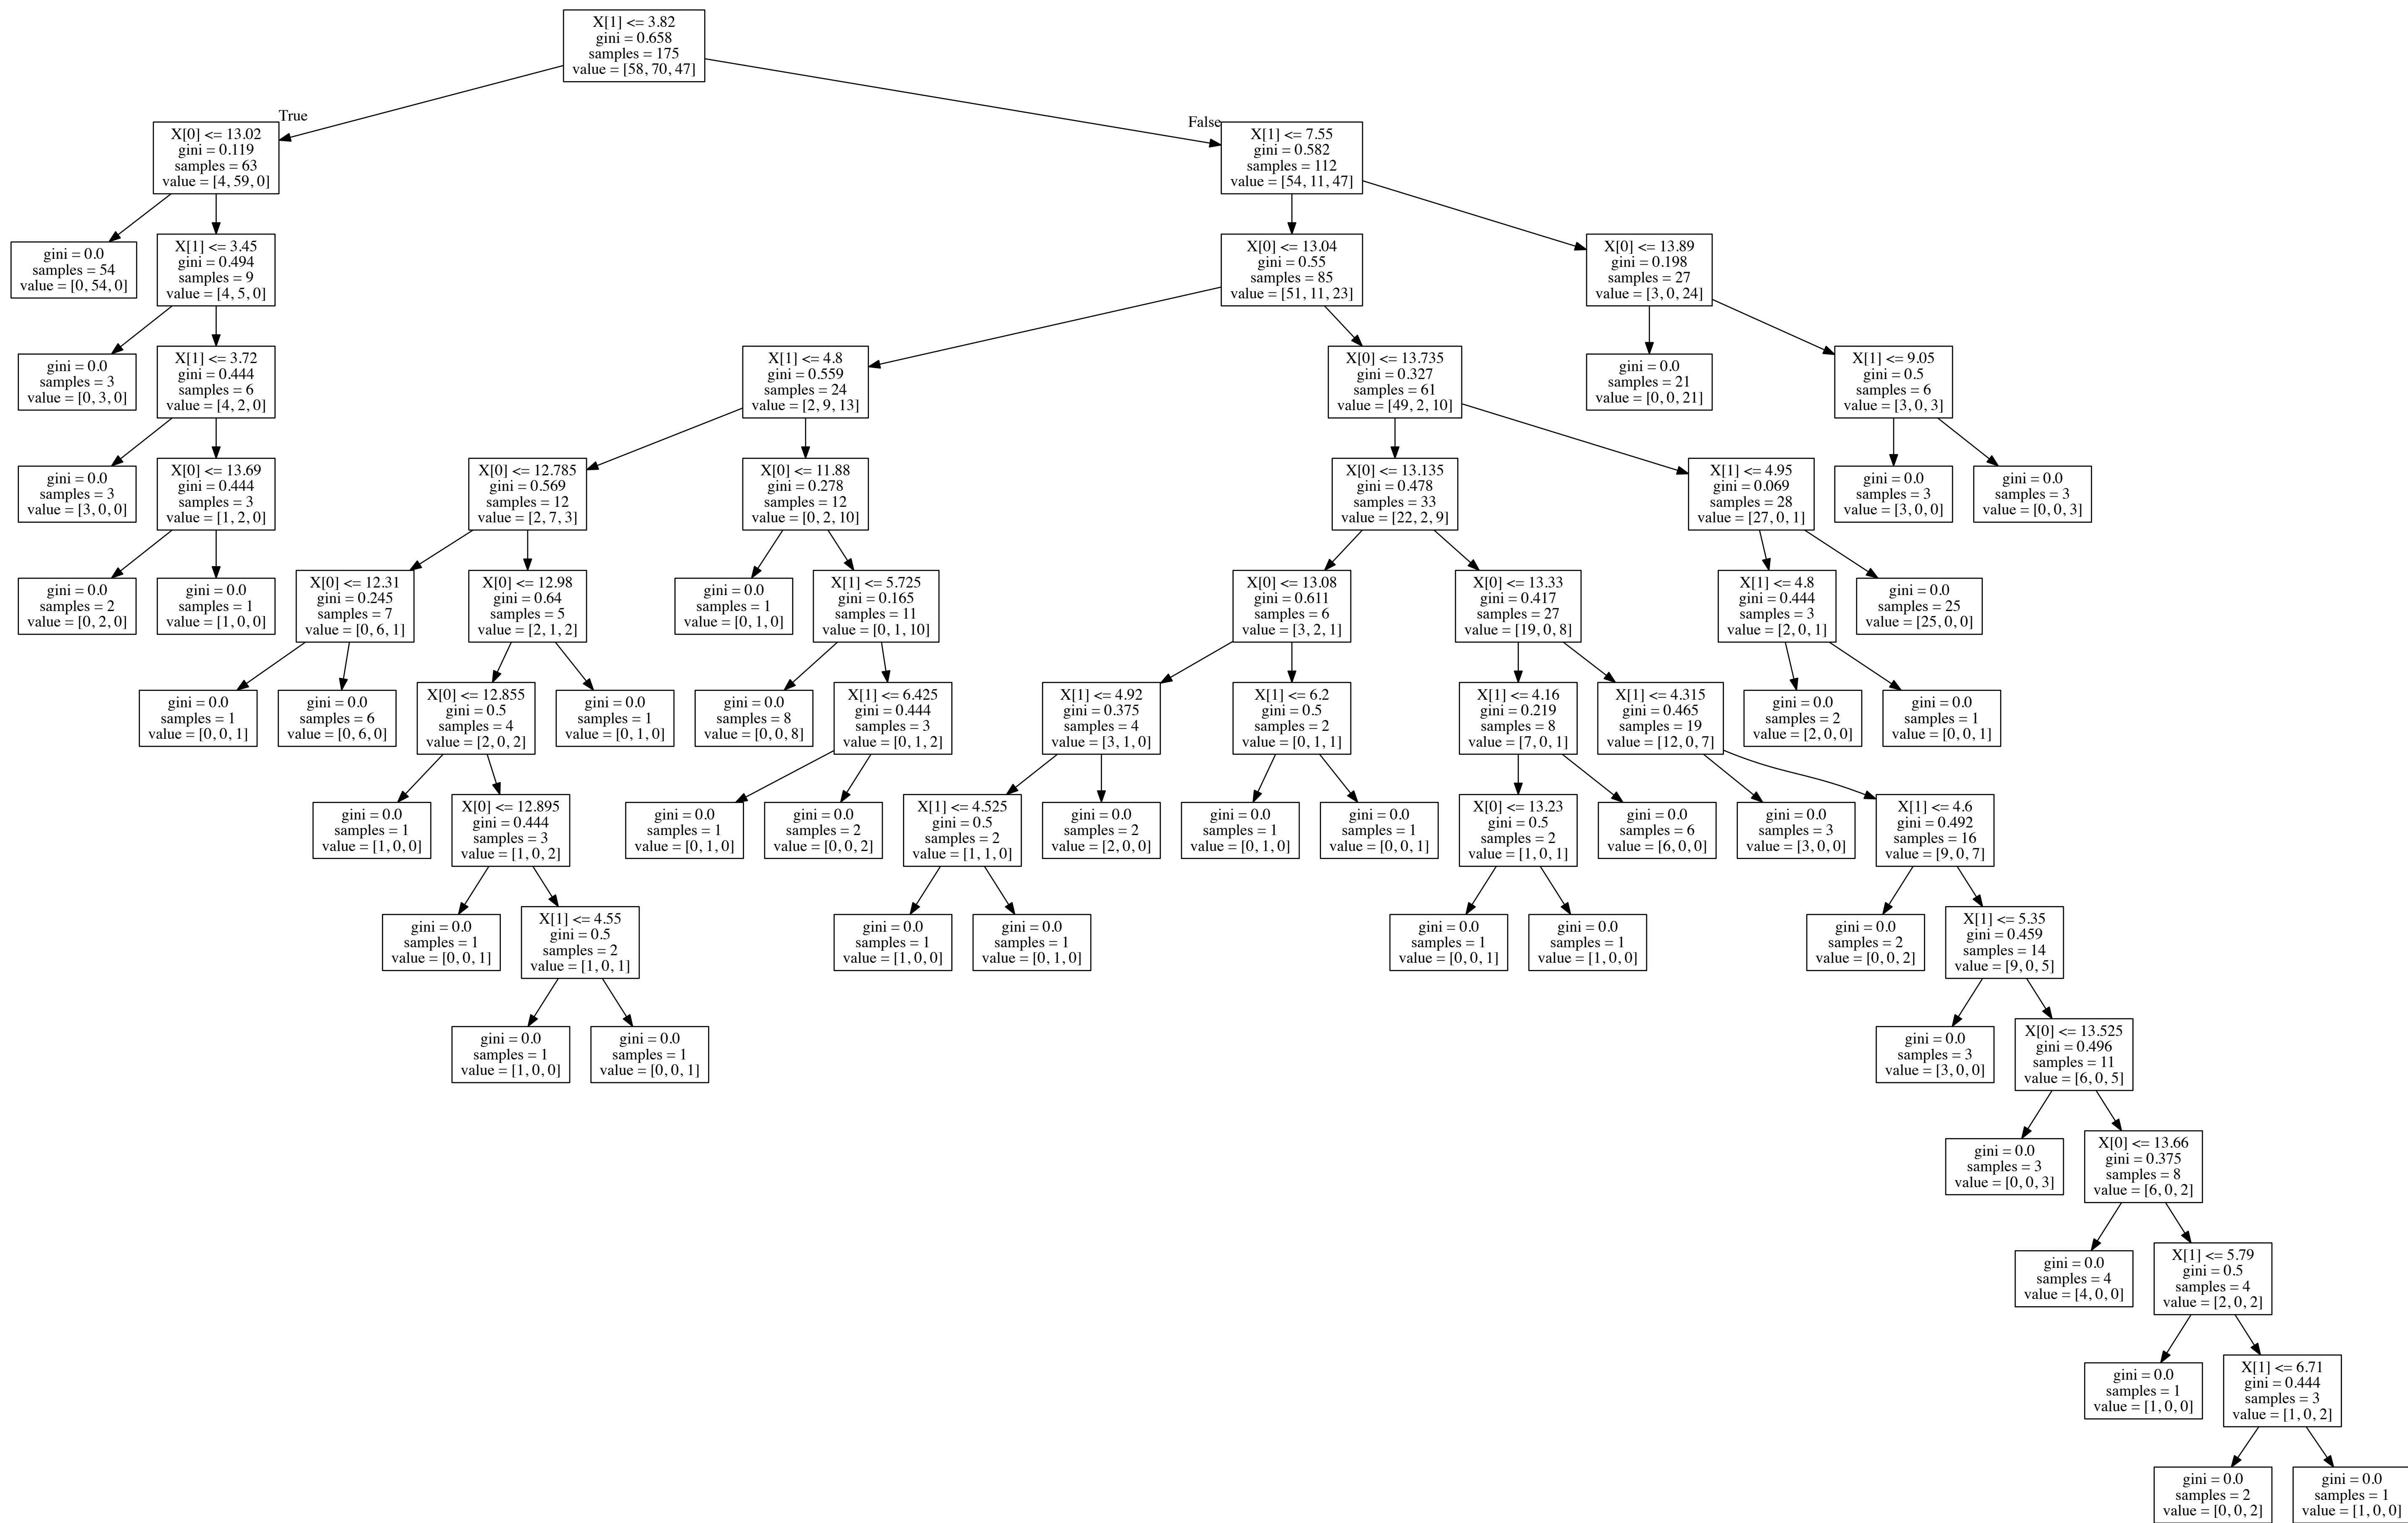 X[1] <= 3.82
gini = 0.658
samples = 175
value = [58, 70, 47]
True
False
X[0] <= 13.02
gini = 0.119
samples = 63
value = [4, 59, 0]
X[1] <= 7.55
gini = 0.582
samples = 112
value = [54, 11, 47]
gini = 0.0
samples = 54
value = [0, 54, 0]
X[1] <= 3.45
gini = 0.494
samples = 9
value = [4, 5, 0]
X[0] <= 13.04
gini = 0.55
samples = 85
value = [51, 11, 23]
X[0] <= 13.89
gini = 0.198
samples = 27
value = [3, 0, 24]
gini = 0.0
samples = 3
value = [0, 3, 0]
X[1] <= 3.72
gini = 0.444
samples = 6
value = [4, 2, 0]
X[1] <= 4.8
gini = 0.559
samples = 24
value = [2, 9, 13]
X[0] <= 13.735
gini = 0.327
samples = 61
value = [49, 2, 10]
gini = 0.0
samples = 21
value = [0, 0, 21]
X[1] <= 9.05
gini = 0.5
samples = 6
value = [3, 0, 3]
gini = 0.0
samples = 3
value = [3, 0, 0]
X[0] <= 13.69
gini = 0.444
samples = 3
value = [1, 2, 0]
X[0] <= 12.785
gini = 0.569
samples = 12
value = [2, 7, 3]
X[0] <= 11.88
gini = 0.278
samples = 12
value = [0, 2, 10]
X[0] <= 13.135
gini = 0.478
samples = 33
value = [22, 2, 9]
X[1] <= 4.95
gini = 0.069
samples = 28
value = [27, 0, 1]
gini = 0.0
samples = 3
value = [3, 0, 0]
gini = 0.0
samples = 3
value = [0, 0, 3]
gini = 0.0
samples = 2
value = [0, 2, 0]
gini = 0.0
samples = 1
value = [1, 0, 0]
X[0] <= 12.31
gini = 0.245
samples = 7
value = [0, 6, 1]
X[0] <= 12.98
gini = 0.64
samples = 5
value = [2, 1, 2]
gini = 0.0
samples = 1
value = [0, 1, 0]
X[1] <= 5.725
gini = 0.165
samples = 11
value = [0, 1, 10]
X[0] <= 13.08
gini = 0.611
samples = 6
value = [3, 2, 1]
X[0] <= 13.33
gini = 0.417
samples = 27
value = [19, 0, 8]
X[1] <= 4.8
gini = 0.444
samples = 3
value = [2, 0, 1]
gini = 0.0
samples = 25
value = [25, 0, 0]
gini = 0.0
samples = 1
value = [0, 0, 1]
gini = 0.0
samples = 6
value = [0, 6, 0]
X[0] <= 12.855
gini = 0.5
samples = 4
value = [2, 0, 2]
gini = 0.0
samples = 1
value = [0, 1, 0]
gini = 0.0
samples = 8
value = [0, 0, 8]
X[1] <= 6.425
gini = 0.444
samples = 3
value = [0, 1, 2]
X[1] <= 4.92
gini = 0.375
samples = 4
value = [3, 1, 0]
X[1] <= 6.2
gini = 0.5
samples = 2
value = [0, 1, 1]
X[1] <= 4.16
gini = 0.219
samples = 8
value = [7, 0, 1]
X[1] <= 4.315
gini = 0.465
samples = 19
value = [12, 0, 7]
gini = 0.0
samples = 2
value = [2, 0, 0]
gini = 0.0
samples = 1
value = [0, 0, 1]
gini = 0.0
samples = 1
value = [1, 0, 0]
X[0] <= 12.895
gini = 0.444
samples = 3
value = [1, 0, 2]
gini = 0.0
samples = 1
value = [0, 1, 0]
gini = 0.0
samples = 2
value = [0, 0, 2]
X[1] <= 4.525
gini = 0.5
samples = 2
value = [1, 1, 0]
gini = 0.0
samples = 2
value = [2, 0, 0]
gini = 0.0
samples = 1
value = [0, 1, 0]
gini = 0.0
samples = 1
value = [0, 0, 1]
X[0] <= 13.23
gini = 0.5
samples = 2
value = [1, 0, 1]
gini = 0.0
samples = 6
value = [6, 0, 0]
gini = 0.0
samples = 3
value = [3, 0, 0]
X[1] <= 4.6
gini = 0.492
samples = 16
value = [9, 0, 7]
gini = 0.0
samples = 1
value = [0, 0, 1]
X[1] <= 4.55
gini = 0.5
samples = 2
value = [1, 0, 1]
gini = 0.0
samples = 1
value = [1, 0, 0]
gini = 0.0
samples = 1
value = [0, 1, 0]
gini = 0.0
samples = 1
value = [0, 0, 1]
gini = 0.0
samples = 1
value = [1, 0, 0]
gini = 0.0
samples = 2
value = [0, 0, 2]
X[1] <= 5.35
gini = 0.459
samples = 14
value = [9, 0, 5]
gini = 0.0
samples = 1
value = [1, 0, 0]
gini = 0.0
samples = 1
value = [0, 0, 1]
gini = 0.0
samples = 3
value = [3, 0, 0]
X[0] <= 13.525
gini = 0.496
samples = 11
value = [6, 0, 5]
gini = 0.0
samples = 3
value = [0, 0, 3]
X[0] <= 13.66
gini = 0.375
samples = 8
value = [6, 0, 2]
gini = 0.0
samples = 4
value = [4, 0, 0]
X[1] <= 5.79
gini = 0.5
samples = 4
value = [2, 0, 2]
gini = 0.0
samples = 1
value = [1, 0, 0]
X[1] <= 6.71
gini = 0.444
samples = 3
value = [1, 0, 2]
gini = 0.0
samples = 2
value = [0, 0, 2]
gini = 0.0
samples = 1
value = [1, 0, 0]